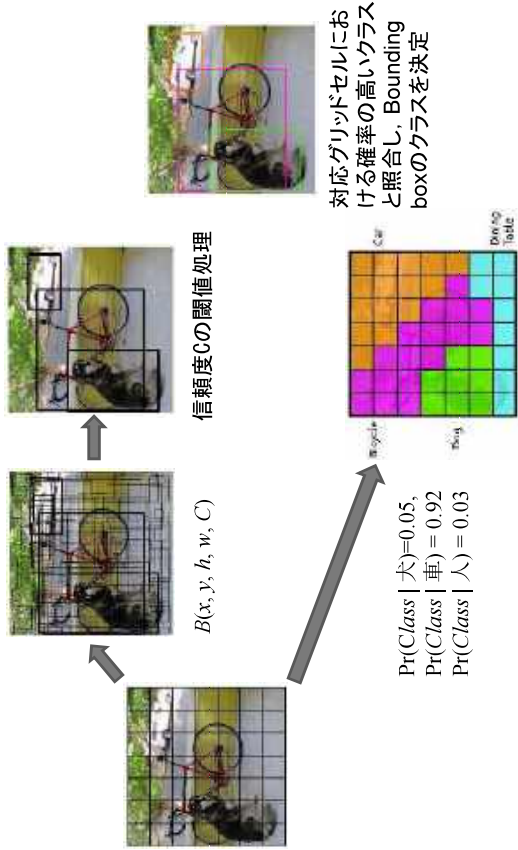 B(x, y, h, w, C)
信頼度Cの閾値処理
対応グリッドセルにお
ける確率の高いクラス
と照合し，Bounding
boxのクラスを決定
Pr(Class | 犬)=0.05,
Pr(Class | 車) = 0.92
Pr(Class | 人) = 0.03
Bicycle
Car
Dog
Dining
Table